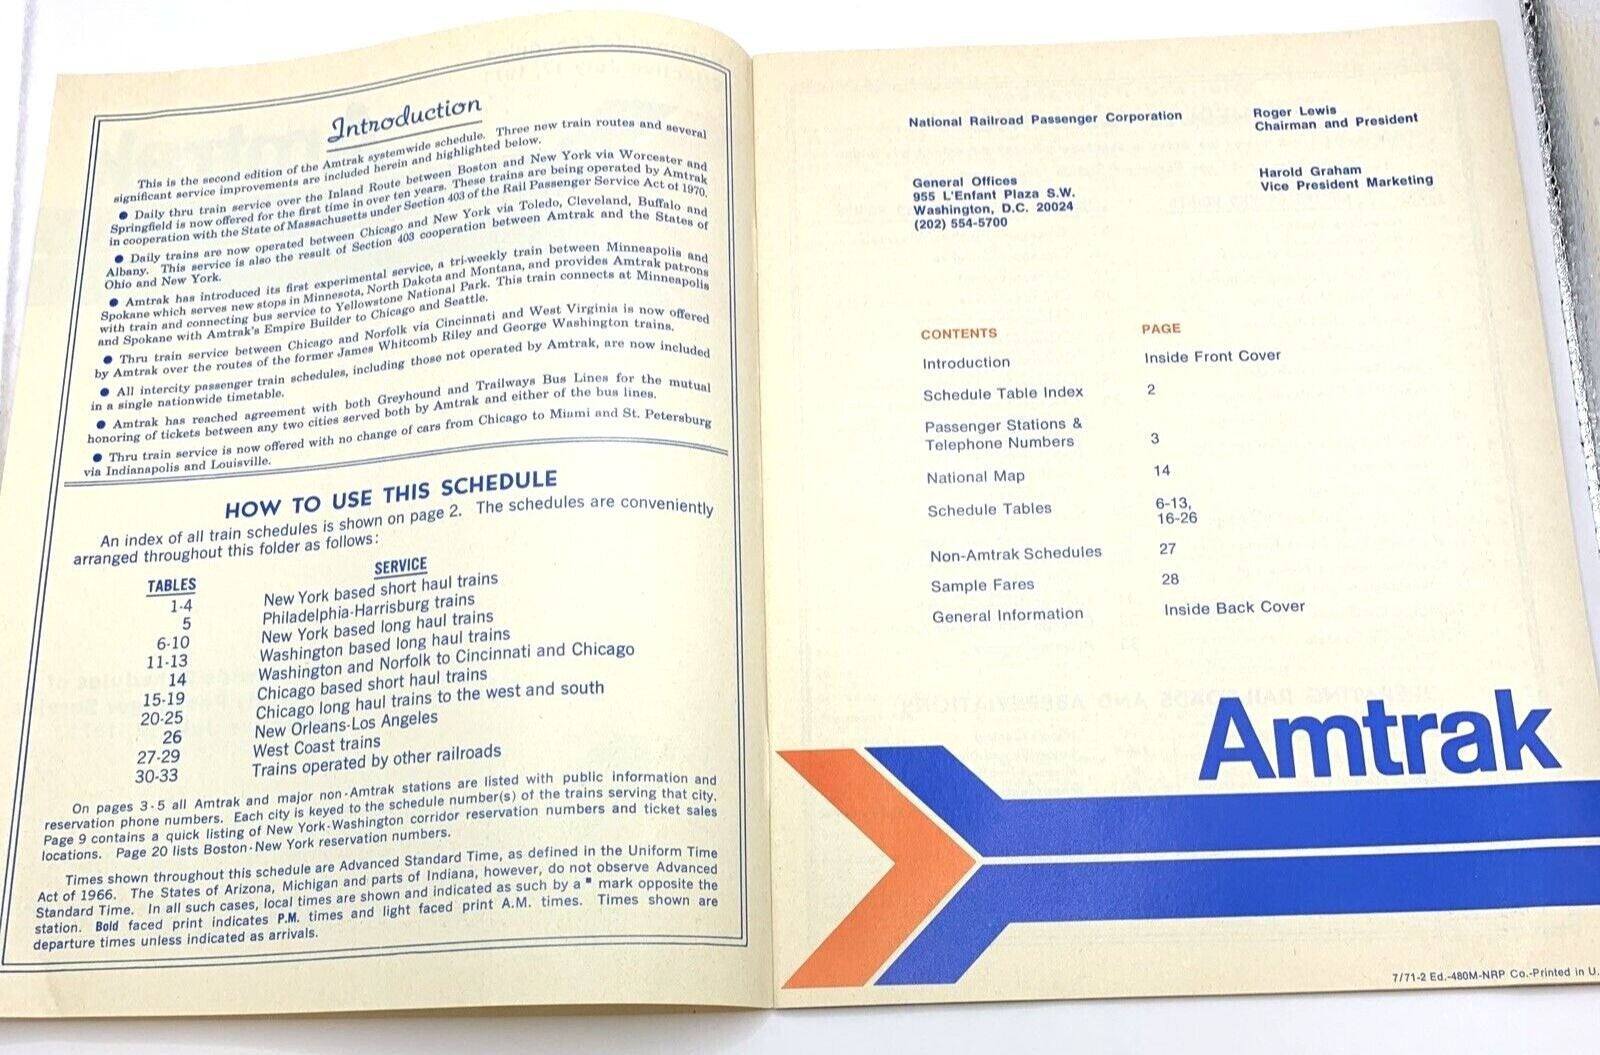 Introduction
This is the second edition of the Amtrak systemwide schedule. Three new train routes and several
significant service improvements are included herein and highlighted below.
● Daily thru train service over the Inland Route between Boston and New York via Worcester and
Springfield is now offered for the first time in over ten years. These trains are being operated by Amtrak
in cooperation with the State of Massachusetts under Section 403 of the Rail Passenger Service Act of 1970.
● Daily trains are now operated between Chicago and New York via Toledo, Cleveland, Buffalo and
Albany. This service is also the result of Section 403 cooperation between Amtrak and the States of
Ohio and New York.
● Amtrak has introduced its first experimental service, a tri-weekly train between Minneapolis and
Spokane which serves new stops in Minnesota, North Dakota and Montana, and provides Amtrak patrons
with train and connecting bus service to Yellowstone National Park. This train connects at Minneapolis
and Spokane with Amtrak's Empire Builder to Chicago and Seattle.
● Thru train service between Chicago and Norfolk via Cincinnati and West Virginia is now offered
by Amtrak over the routes of the former James Whitcomb Riley and George Washington trains.
● All intercity passenger train schedules, including those not operated by Amtrak, are now included
in a single nationwide timetable.
● Amtrak has reached agreement with both Greyhound and Trailways Bus Lines for the mutual
honoring of tickets between any two cities served both by Amtrak and either of the bus lines.
● Thru train service is now offered with no change of cars from Chicago to Miami and St. Petersburg
via Indianapolis and Louisville.
HOW TO USE THIS SCHEDULE
An index of all train schedules is shown on page 2. The schedules are conveniently
arranged throughout this folder as follows:
TABLES SERVICE
1-4 New York based short haul trains
5 Philadelphia-Harrisburg trains
6-10 New York based long haul trains
11-13 Washington based long haul trains
14 Washington and Norfolk to Cincinnati and Chicago
15-19 Chicago based short haul trains
20-25 Chicago long haul trains to the west and south
26 New Orleans-Los Angeles
27-29 West Coast trains
30-33 Trains operated by other railroads
On pages 3-5 all Amtrak and major non-Amtrak stations are listed with public information and
reservation phone numbers. Each city is keyed to the schedule number(s) of the trains serving that city.
Page 9 contains a quick listing of New York-Washington corridor reservation numbers and ticket sales
locations. Page 20 lists Boston-New York reservation numbers.
Times shown throughout this schedule are Advanced Standard Time, as defined in the Uniform Time
Act of 1966. The States of Arizona, Michigan and parts of Indiana, however, do not observe Advanced
Standard Time. In all such cases, local times are shown and indicated as such by a ■ mark opposite the
station. Bold faced print indicates P.M. times and light faced print A.M. times. Times shown are
departure times unless indicated as arrivals.
National Railroad Passenger Corporation
Roger Lewis
Chairman and President
General Offices
955 L'Enfant Plaza S.W.
Washington, D.C. 20024
(202) 554-5700
Harold Graham
Vice President Marketing
CONTENTS PAGE
Introduction Inside Front Cover
Schedule Table Index 2
Passenger Stations &
Telephone Numbers 3
National Map 14
Schedule Tables 6-13,
16-26
Non-Amtrak Schedules 27
Sample Fares 28
General Information Inside Back Cover
Amtrak
7/71-2 Ed.-480M-NRP Co.-Printed in U.